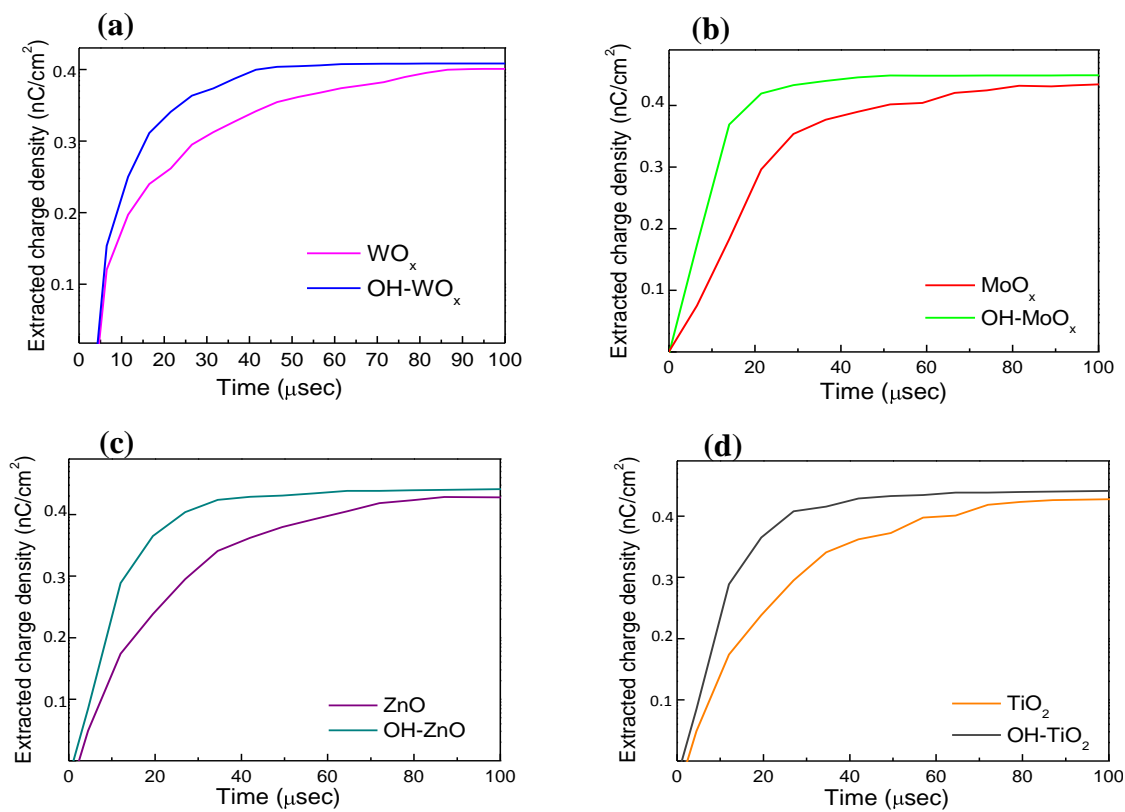 (a)
Extracted charge density (nC/cm²)
0.4
0.3
0.2
0.1
WOₓ
OH-WOₓ
0 10 20 30 40 50 60 70 80 90 100
Time (μsec)
(b)
Extracted charge density (nC/cm²)
0.4
0.3
0.2
0.1
MoOₓ
OH-MoOₓ
0 20 40 60 80 100
Time (μsec)
(c)
Extracted charge density (nC/cm²)
0.4
0.3
0.2
0.1
ZnO
OH-ZnO
0 20 40 60 80 100
Time (μsec)
(d)
Extracted charge density (nC/cm²)
0.4
0.3
0.2
0.1
TiO₂
OH-TiO₂
0 20 40 60 80 100
Time (μsec)